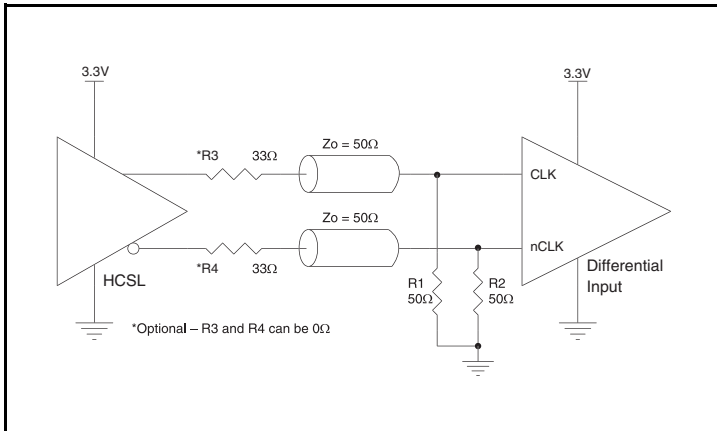 3.3V
3.3V
*R3
33Ω
Zo = 50Ω
CLK
Zo = 50Ω
nCLK
HCSL
*R4
33Ω
R1
50Ω
R2
50Ω
Differential
Input
*Optional – R3 and R4 can be 0Ω